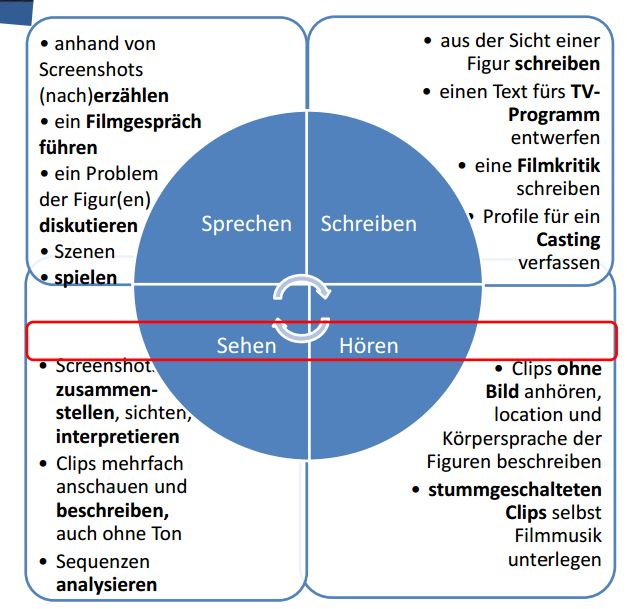 • anhand von
Screenshots
(nach)erzählen
• ein Filmgespräch
führen
• ein Problem
der Figur(en)
diskutieren
• Szenen
• spielen
• aus der Sicht einer
Figur schreiben
• einen Text fürs TV-
Programm
entwerfen
• eine Filmkritik
schreiben
• Profile für ein
Casting
verfassen
Sprechen
Schreiben
Sehen
Hören
• Screenshots
zusammen-
stellen, sichten,
interpretieren
• Clips mehrfach
anschauen und
beschreiben,
auch ohne Ton
• Sequenzen
analysieren
• Clips ohne
Bild anhören,
location und
Körpersprache der
Figuren beschreiben
• stummgeschalteten
Clips selbst
Filmmusik
unterlegen